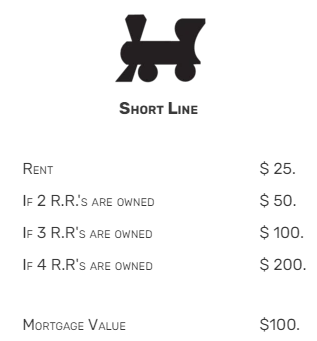 Short Line
Rent $ 25.
If 2 R.R.'s are owned $ 50.
If 3 R.R's are owned $ 100.
If 4 R.R's are owned $ 200.
Mortgage Value $100.